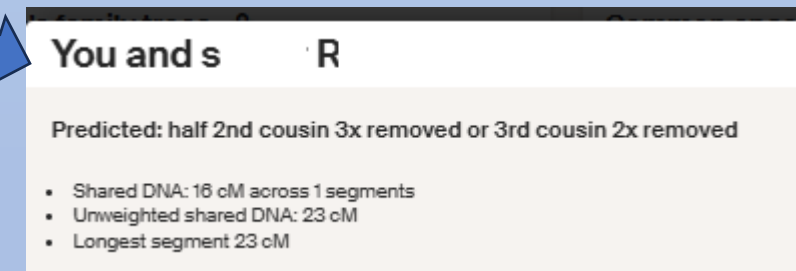 You and s R
Predicted: half 2nd cousin 3x removed or 3rd cousin 2x removed
• Shared DNA: 16 cM across 1 segments
• Unweighted shared DNA: 23 cM
• Longest segment 23 cM